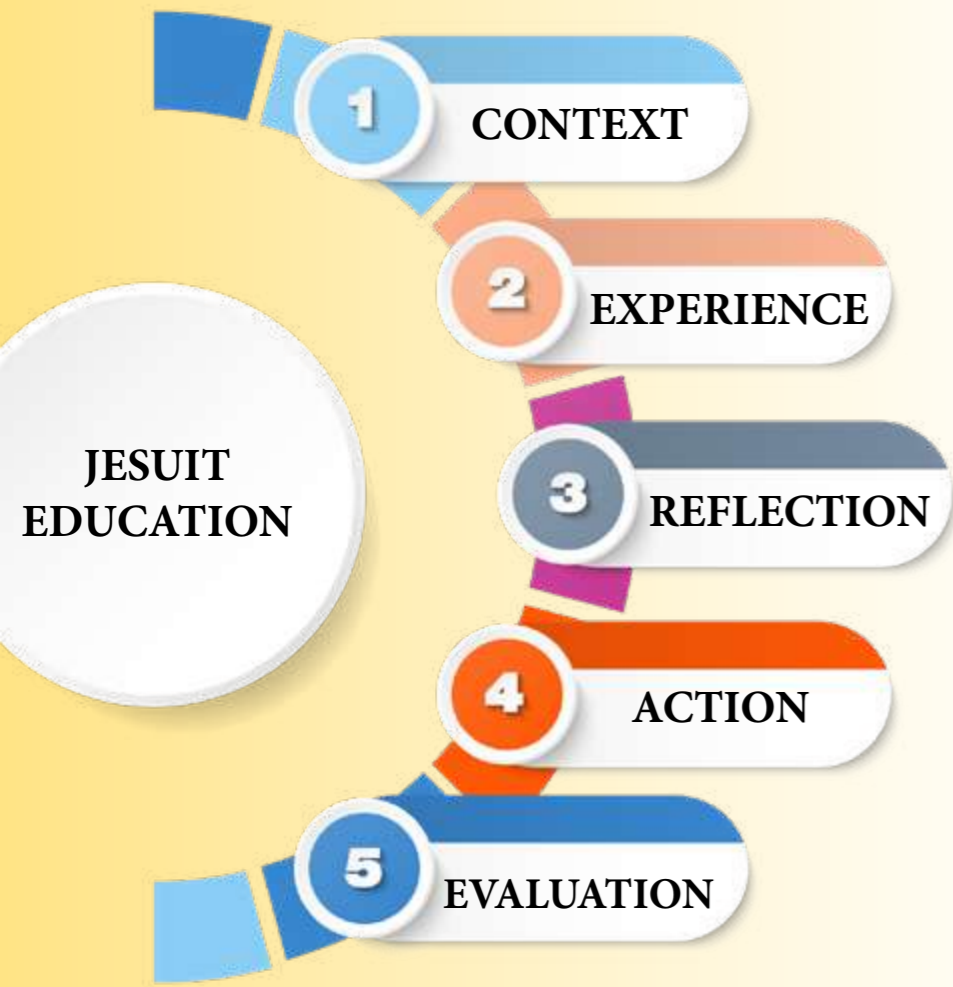 JESUIT
EDUCATION
1
CONTEXT
2
EXPERIENCE
3
REFLECTION
4
ACTION
5
EVALUATION